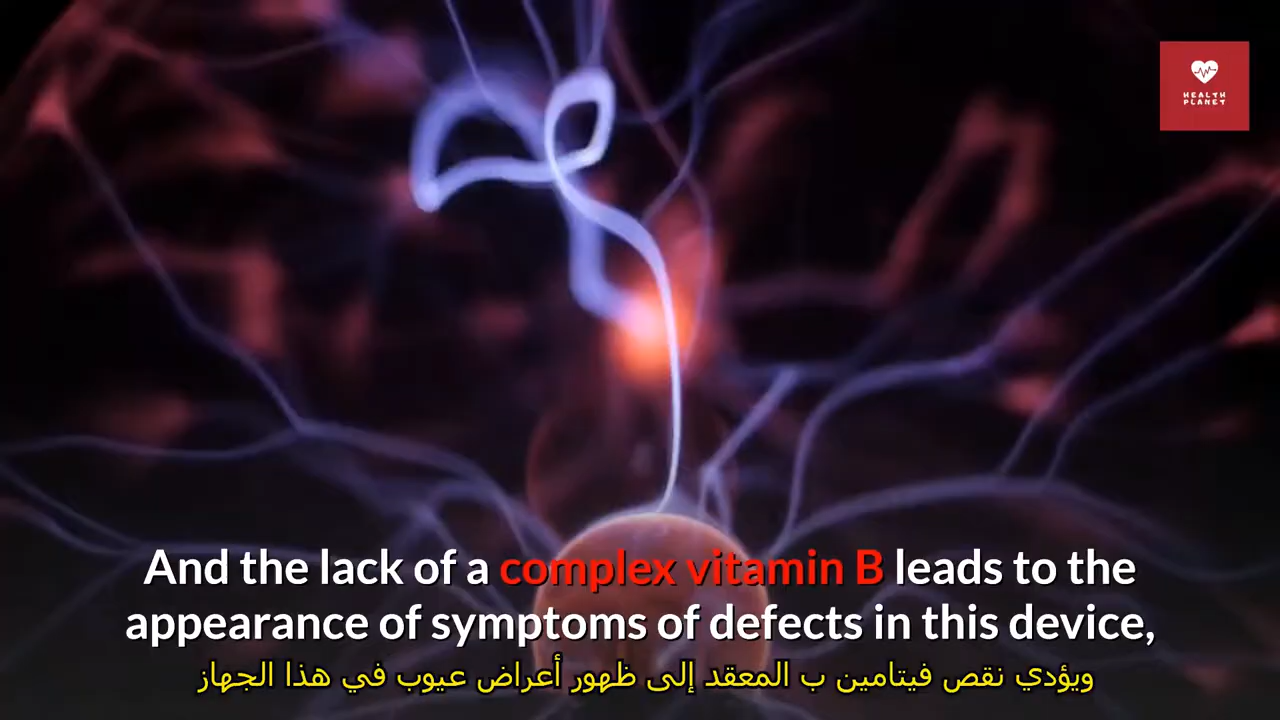 HEALTH
PLANET
And the lack of a complex vitamin B leads to the
appearance of symptoms of defects in this device,
ويؤدي نقص فيتامين ب المعقد إلى ظهور أعراض عيوب في هذا الجهاز